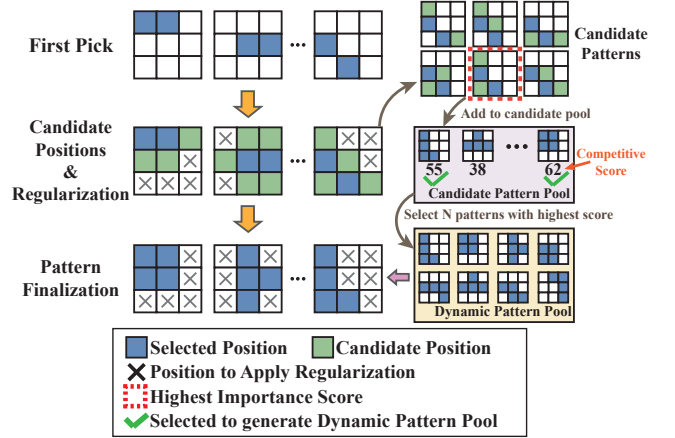 First Pick
...
Candidate
Patterns
Add to candidate pool
Candidate
Positions
&
Regularization
...
...
Competitive
Score
55
38
62
Candidate Pattern Pool
Select N patterns with highest score
Pattern
Finalization
...
Dynamic Pattern Pool
Selected Position
Candidate Position
Position to Apply Regularization
Highest Importance Score
Selected to generate Dynamic Pattern Pool